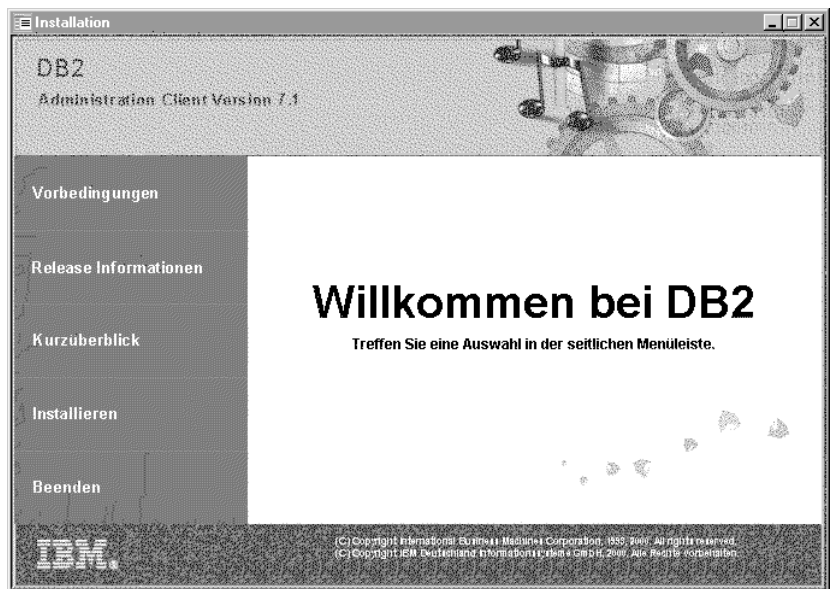 Installation
DB2
Administration Client Version 7.1
Vorbedingungen
Release Informationen
Kurzüberblick
Installieren
Beenden
Willkommen bei DB2
Treffen Sie eine Auswahl in der seitlichen Menüleiste.
IBM.
(C) Copyright International Business Machines Corporation, 1993, 2000. All rights reserved.
(C) Copyright IBM Deutschland Informationssysteme GmbH, 2000. Alle Rechte vorbehalten.